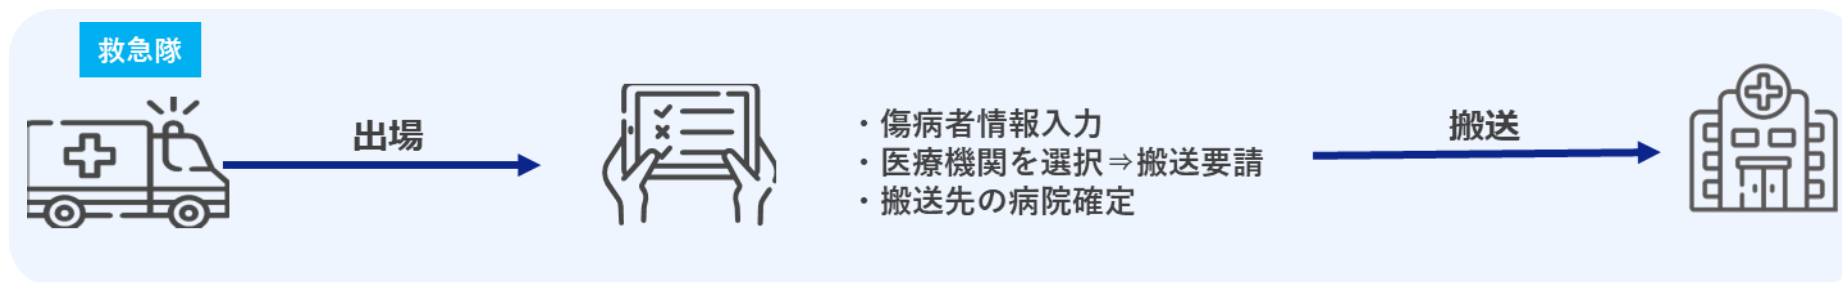 救急隊
出場
・傷病者情報入力
・医療機関を選択⇒搬送要請
・搬送先の病院確定
搬送